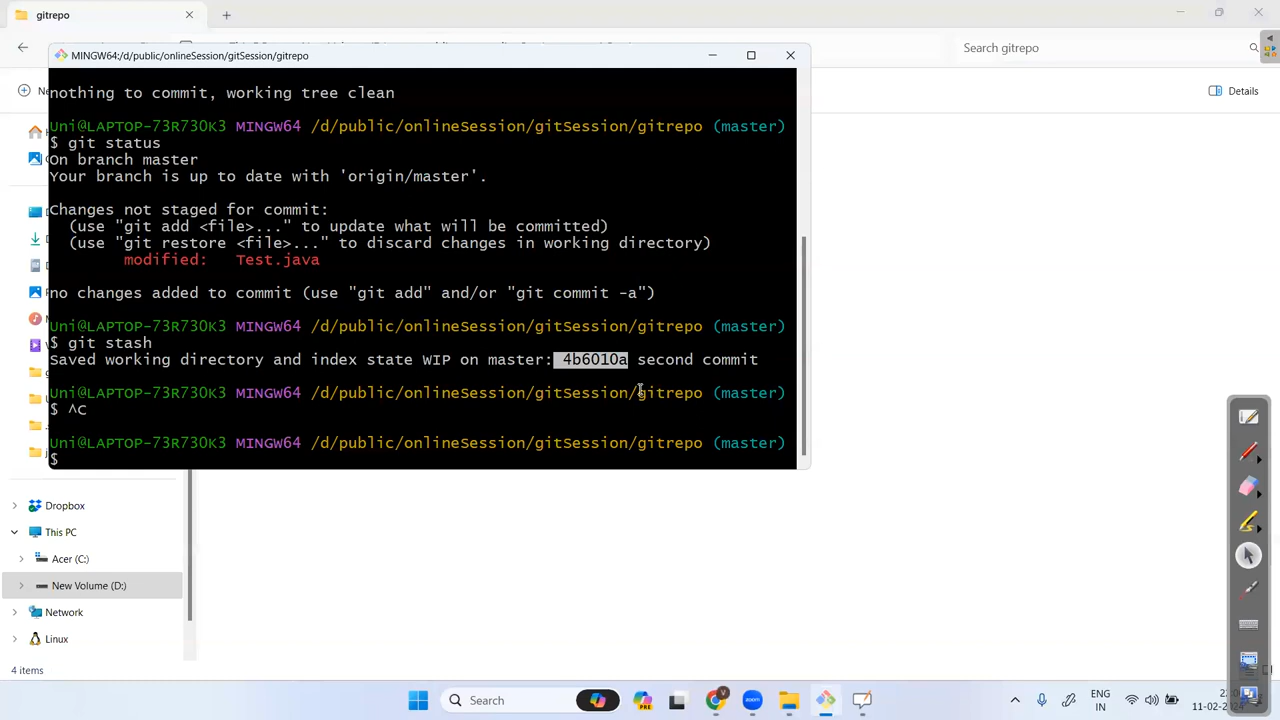 gitrepo
MINGW64:/d/public/onlineSession/gitSession/gitrepo
Search gitrepo
Details
nothing to commit, working tree clean
Uni@LAPTOP-73R730K3 MINGW64 /d/public/onlineSession/gitSession/gitrepo (master)
$ git status
On branch master
Your branch is up to date with 'origin/master'.
Changes not staged for commit:
(use "git add <file>..." to update what will be committed)
(use "git restore <file>..." to discard changes in working directory)
modified: Test.java
no changes added to commit (use "git add" and/or "git commit -a")
Uni@LAPTOP-73R730K3 MINGW64 /d/public/onlineSession/gitSession/gitrepo (master)
$ git stash
Saved working directory and index state WIP on master: 4b6010a second commit
Uni@LAPTOP-73R730K3 MINGW64 /d/public/onlineSession/gitSession/gitrepo (master)
$ ^C
Uni@LAPTOP-73R730K3 MINGW64 /d/public/onlineSession/gitSession/gitrepo (master)
$
Dropbox
This PC
Acer (C:)
New Volume (D:)
Network
Linux
4 items
Search
PRE
ENG
IN
11-02-2024